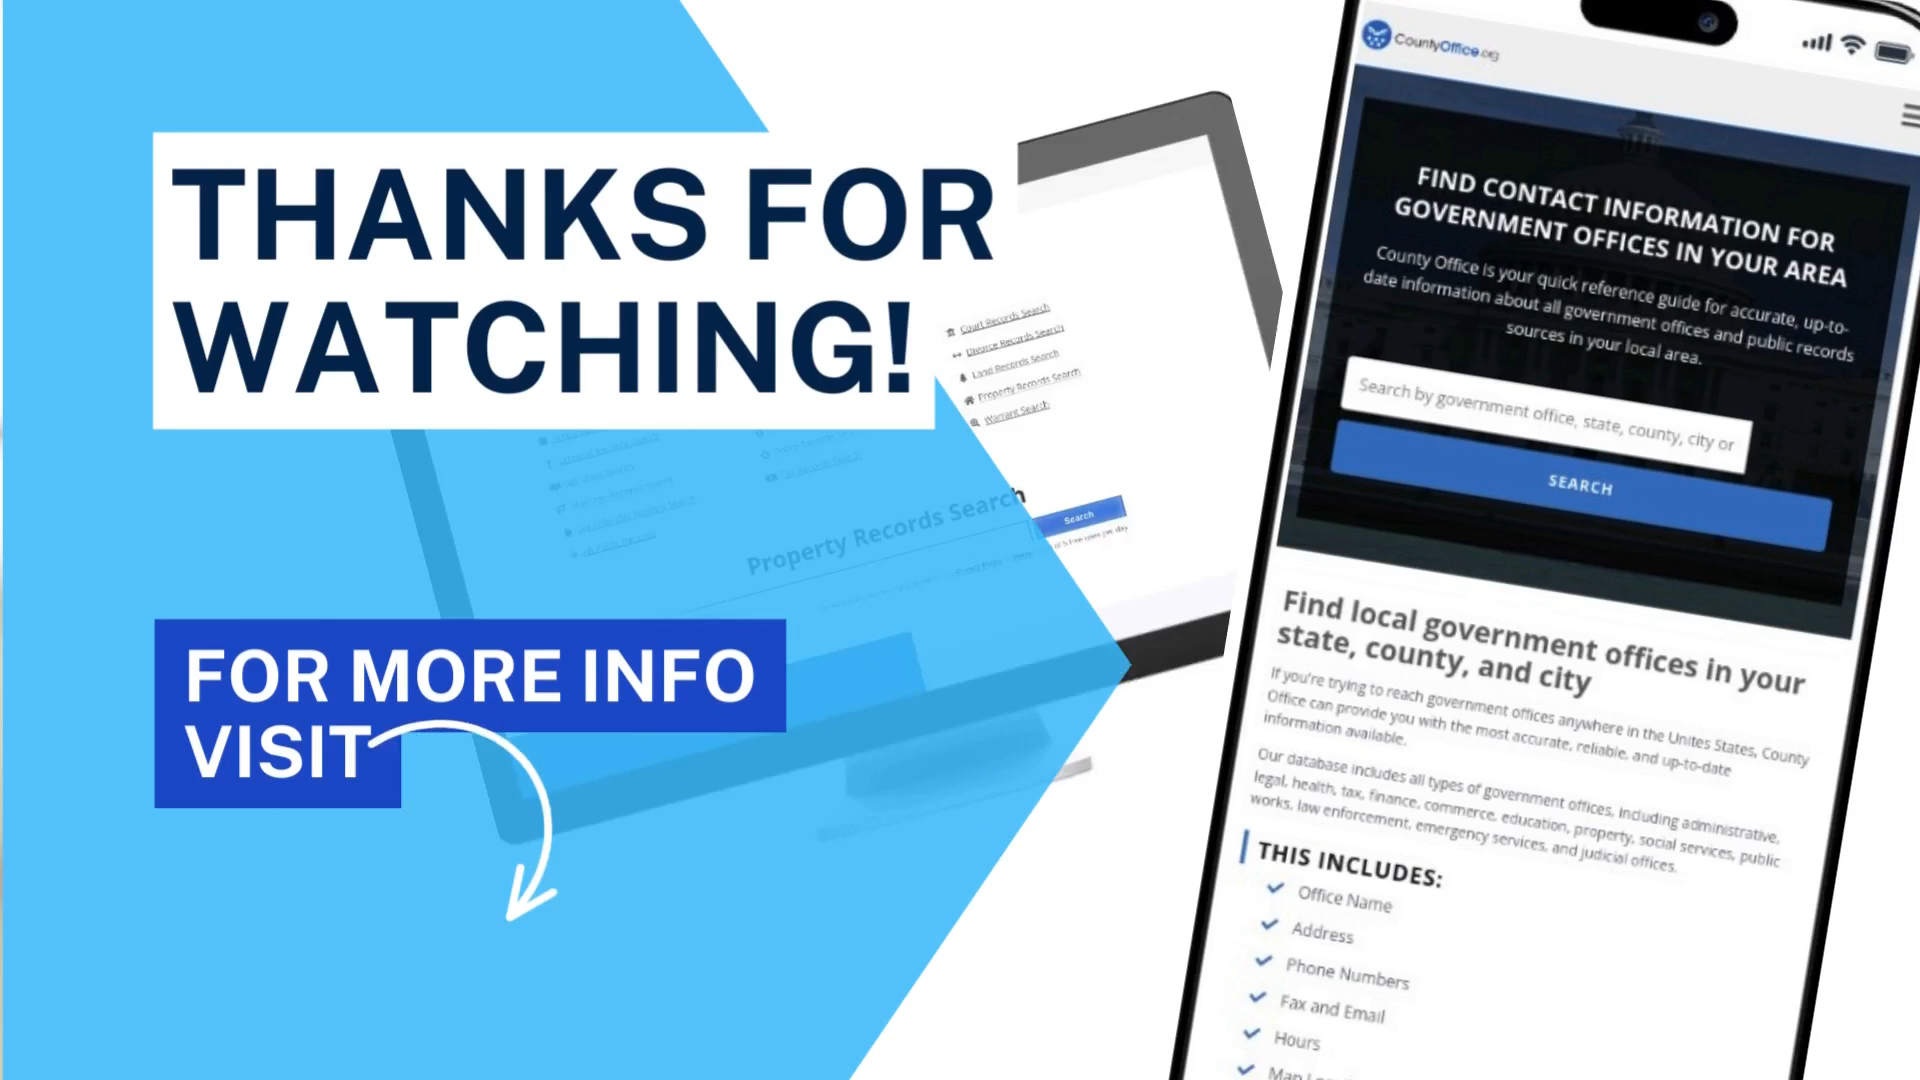 THANKS FOR
WATCHING!
FOR MORE INFO
VISIT
Court Records Search
Divorce Records Search
Land Records Search
Property Records Search
Warrant Search
Property Records Search
Search
CountyOffice.org
FIND CONTACT INFORMATION FOR
GOVERNMENT OFFICES IN YOUR AREA
County Office is your quick reference guide for accurate, up-to-
date information about all government offices and public records
sources in your local area.
Search by government office, state, county, city or
SEARCH
Find local government offices in your
state, county, and city
If you're trying to reach government offices anywhere in the Unites States, County
Office can provide you with the most accurate, reliable, and up-to-date
information available.
Our database includes all types of government offices, including administrative,
legal, health, tax, finance, commerce, education, property, social services, public
works, law enforcement, emergency services, and judicial offices.
THIS INCLUDES:
Office Name
Address
Phone Numbers
Fax and Email
Hours